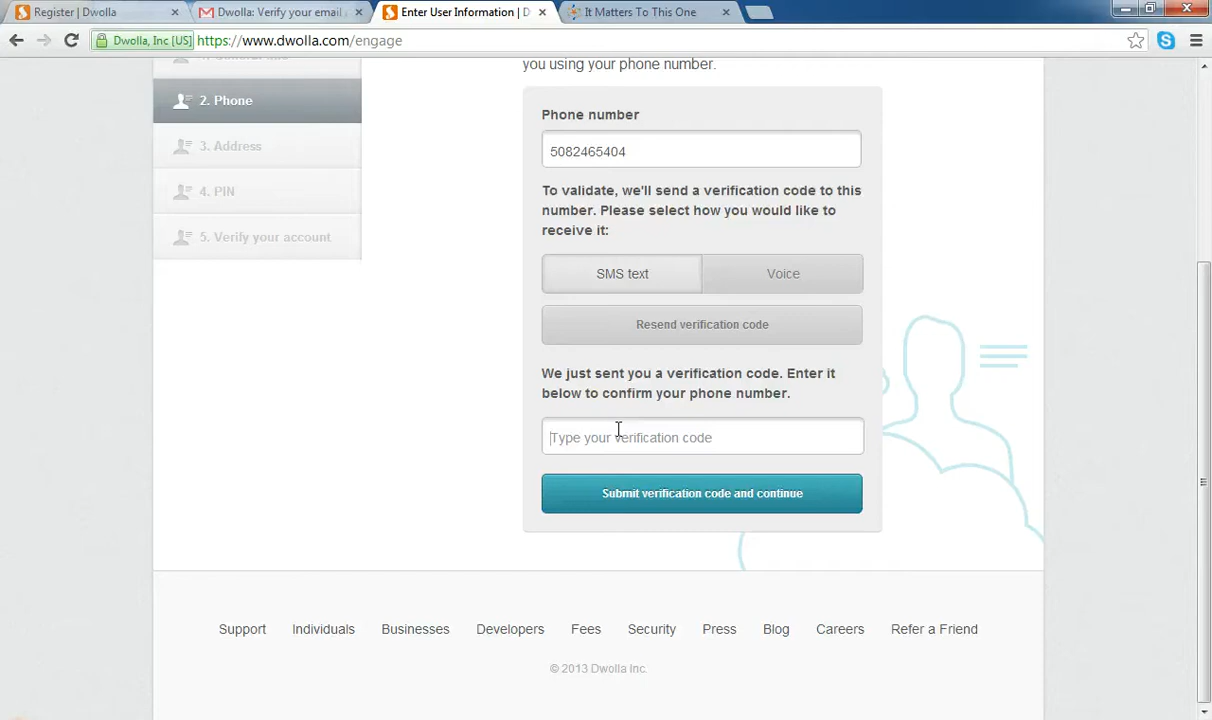 Register | Dwolla
Dwolla: Verify your email
Enter User Information | D
It Matters To This One
Dwolla, Inc [US]
https://www.dwolla.com/engage
you using your phone number.
2. Phone
3. Address
4. PIN
5. Verify your account
Phone number
5082465404
To validate, we'll send a verification code to this
number. Please select how you would like to
receive it:
SMS text
Voice
Resend verification code
We just sent you a verification code. Enter it
below to confirm your phone number.
Type your verification code
Submit verification code and continue
Support
Individuals
Businesses
Developers
Fees
Security
Press
Blog
Careers
Refer a Friend
© 2013 Dwolla Inc.